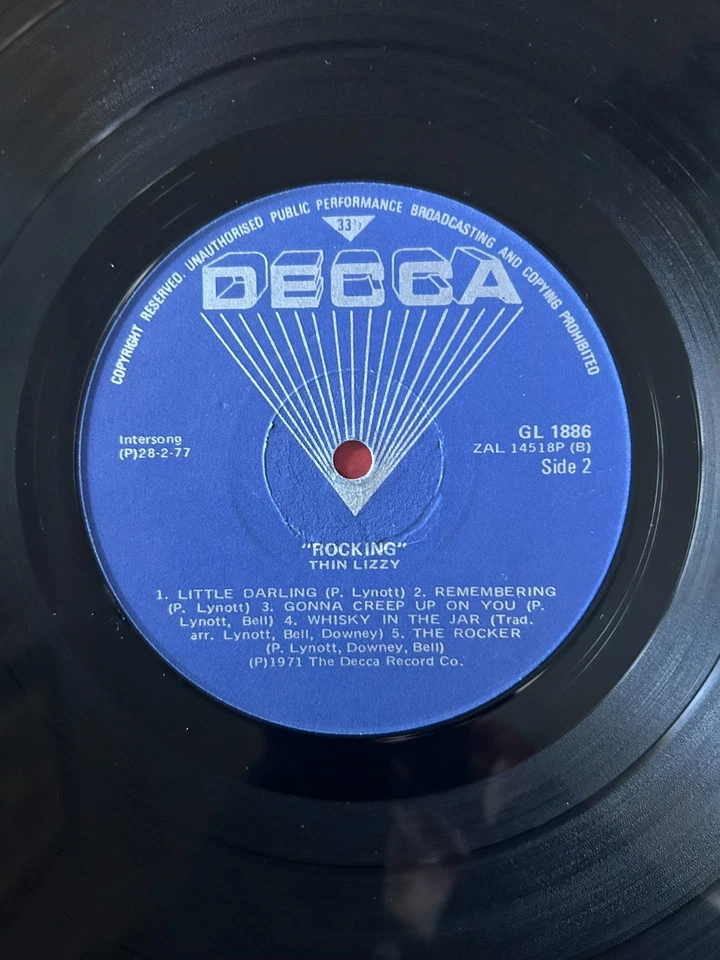 COPYRIGHT RESERVED. UNAUTHORISED PUBLIC PERFORMANCE BROADCASTING AND COPYING PROHIBITED
33⅓
DECCA
Intersong
(P)28-2-77
GL 1886
ZAL 14518P (B)
Side 2
"ROCKING"
THIN LIZZY
1. LITTLE DARLING (P. Lynott) 2. REMEMBERING
(P. Lynott) 3. GONNA CREEP UP ON YOU (P.
Lynott, Bell) 4. WHISKY IN THE JAR (Trad.
arr. Lynott, Bell, Downey) 5. THE ROCKER
(P. Lynott, Downey, Bell)
(P)1971 The Decca Record Co.